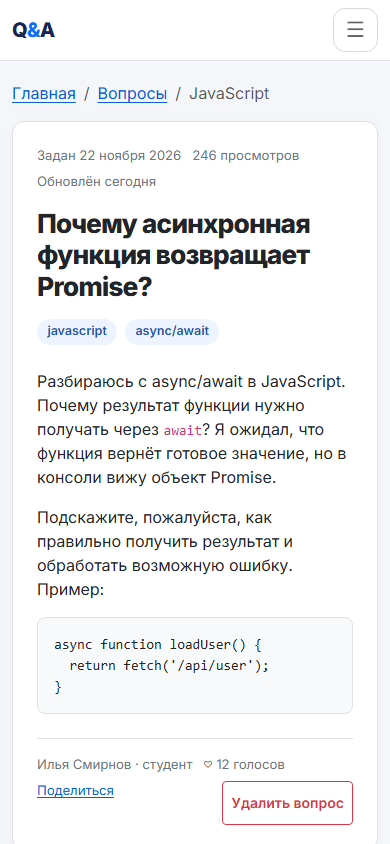 Q&A
Главная / Вопросы / JavaScript
Задан 22 ноября 2026 246 просмотров
Обновлён сегодня
Почему асинхронная
функция возвращает
Promise?
javascript async/await
Разбираюсь с async/await в JavaScript.
Почему результат функции нужно
получать через await? Я ожидал, что
функция вернёт готовое значение, но в
консоли вижу объект Promise.
Подскажите, пожалуйста, как
правильно получить результат и
обработать возможную ошибку.
Пример:
async function loadUser() {
  return fetch('/api/user');
}
Илья Смирнов · студент ♡ 12 голосов
Поделиться Удалить вопрос